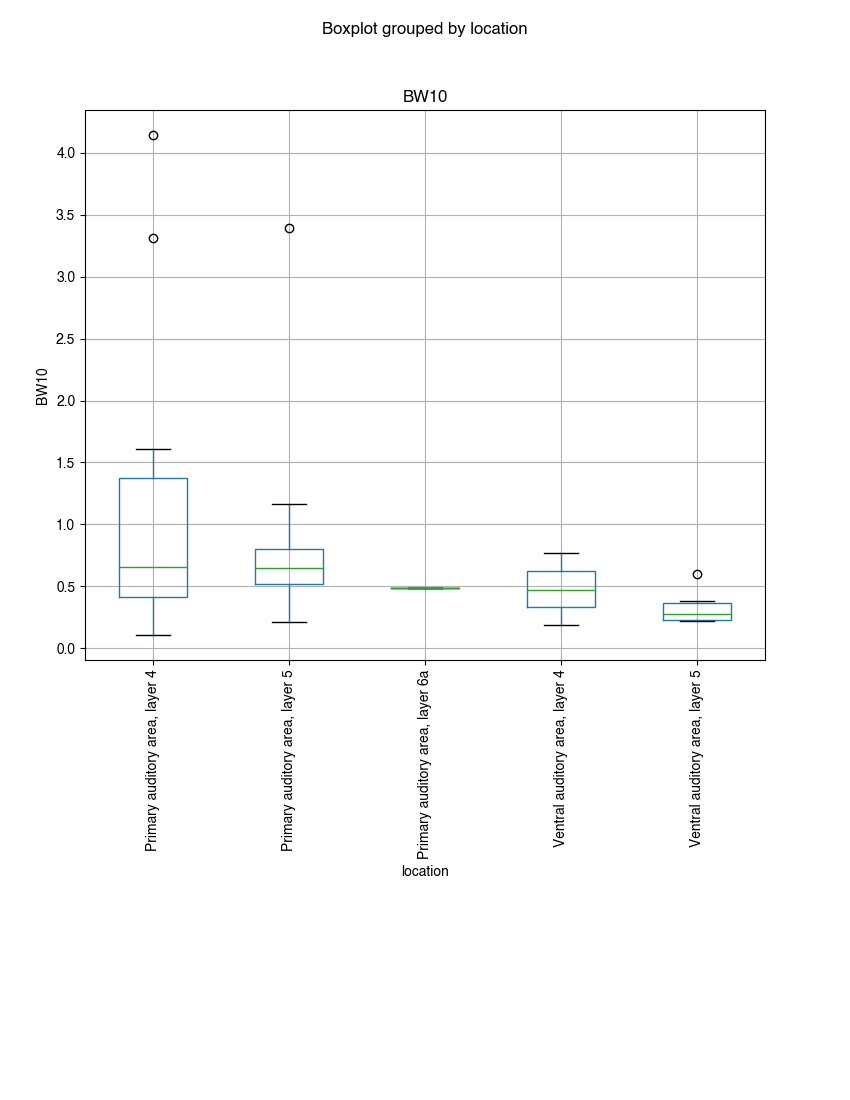 Boxplot grouped by location
BW10
4.0
3.5
3.0
2.5
2.0
1.5
1.0
0.5
0.0
BW10
Primary auditory area, layer 4
Primary auditory area, layer 5
Primary auditory area, layer 6a
Ventral auditory area, layer 4
Ventral auditory area, layer 5
location